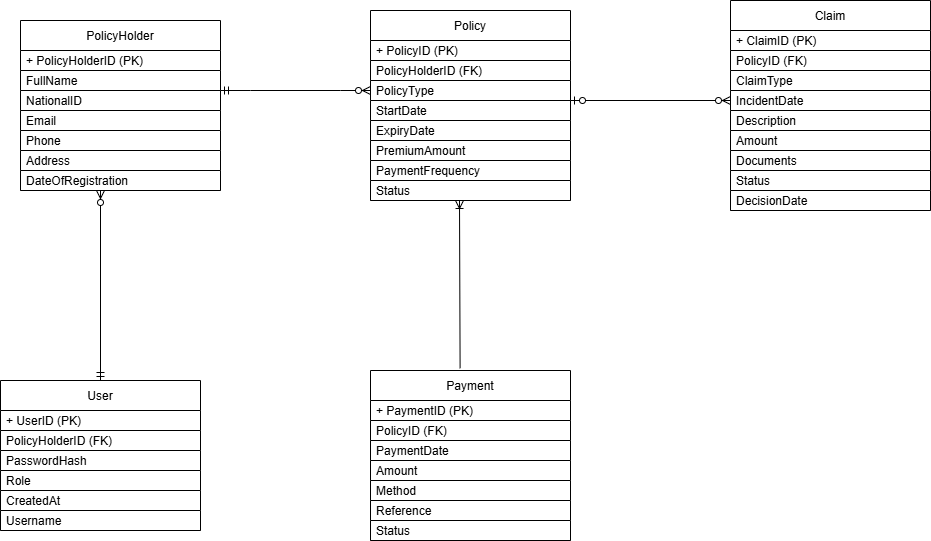 PolicyHolder
+ PolicyHolderID (PK)
FullName
NationalID
Email
Phone
Address
DateOfRegistration
Policy
+ PolicyID (PK)
PolicyHolderID (FK)
PolicyType
StartDate
ExpiryDate
PremiumAmount
PaymentFrequency
Status
Claim
+ ClaimID (PK)
PolicyID (FK)
ClaimType
IncidentDate
Description
Amount
Documents
Status
DecisionDate
User
+ UserID (PK)
PolicyHolderID (FK)
PasswordHash
Role
CreatedAt
Username
Payment
+ PaymentID (PK)
PolicyID (FK)
PaymentDate
Amount
Method
Reference
Status